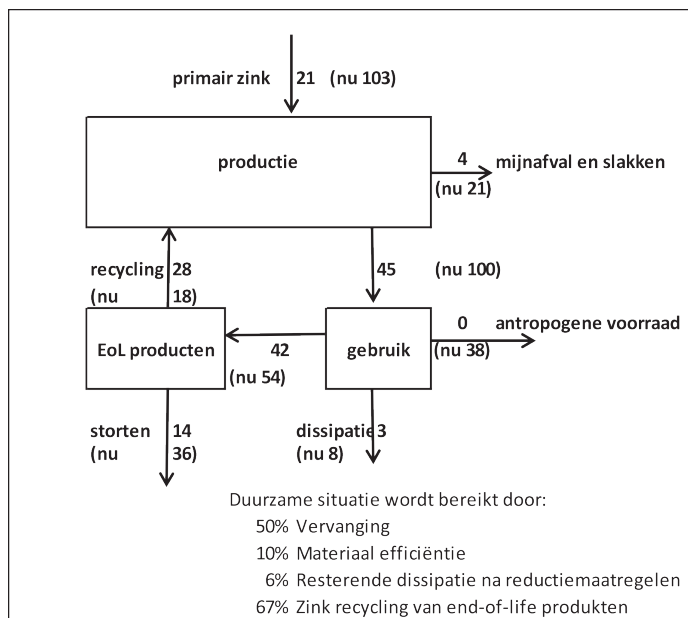 primair zink 21 (nu 103)
productie
4 mijnafval en slakken
(nu 21)
recycling 28
(nu 18)
45 (nu 100)
0 antropogene voorraad
(nu 38)
EoL producten
42
(nu 54)
gebruik
storten 14
(nu 36)
dissipatie 3
(nu 8)
Duurzame situatie wordt bereikt door:
50% Vervanging
10% Materiaal efficiëntie
6% Resterende dissipatie na reductiemaatregelen
67% Zink recycling van end-of-life produkten